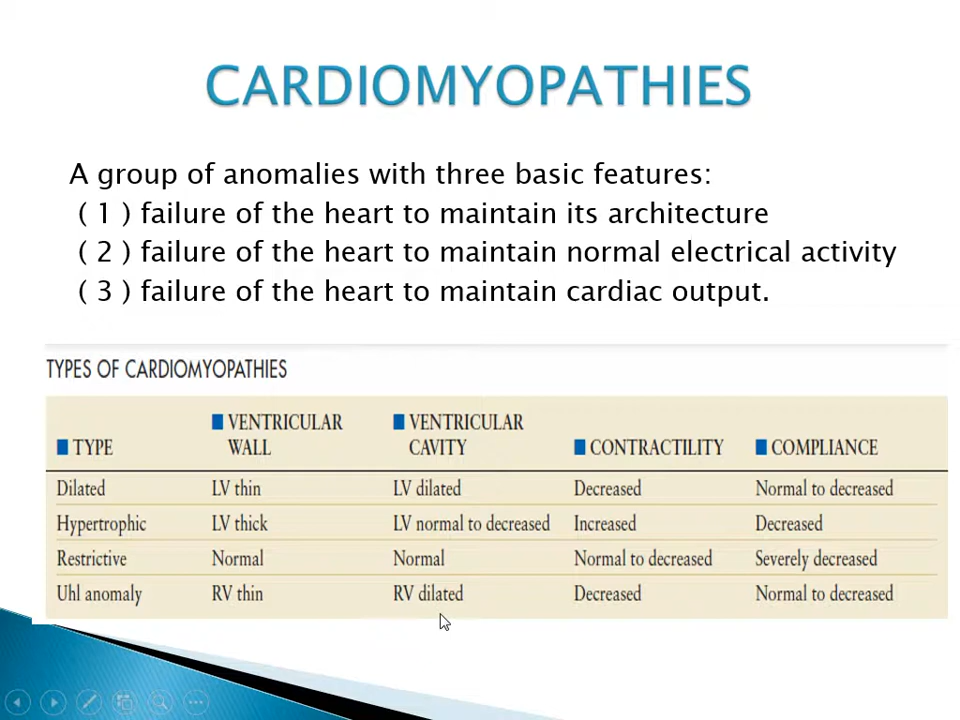 CARDIOMYOPATHIES
A group of anomalies with three basic features:
( 1 ) failure of the heart to maintain its architecture
( 2 ) failure of the heart to maintain normal electrical activity
( 3 ) failure of the heart to maintain cardiac output.
TYPES OF CARDIOMYOPATHIES
TYPE VENTRICULAR WALL VENTRICULAR CAVITY CONTRACTILITY COMPLIANCE
Dilated LV thin LV dilated Decreased Normal to decreased
Hypertrophic LV thick LV normal to decreased Increased Decreased
Restrictive Normal Normal Normal to decreased Severely decreased
Uhl anomaly RV thin RV dilated Decreased Normal to decreased